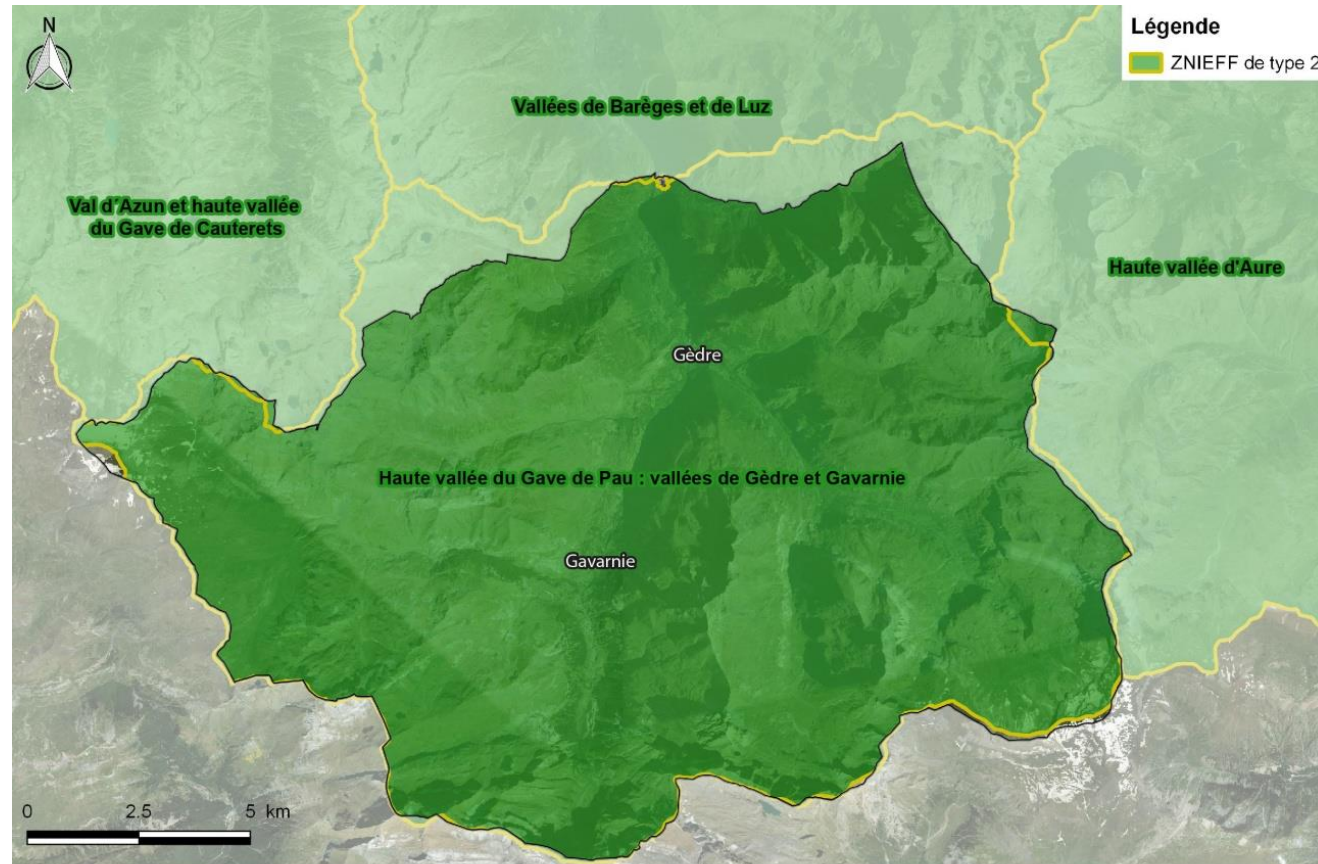 N
Légende
ZNIEFF de type 2
Vallées de Barèges et de Luz
Val d'Azun et haute vallée
du Gave de Cauterets
Haute vallée d'Aure
Gèdre
Haute vallée du Gave de Pau : vallées de Gèdre et Gavarnie
Gavarnie
0 2.5 5 km